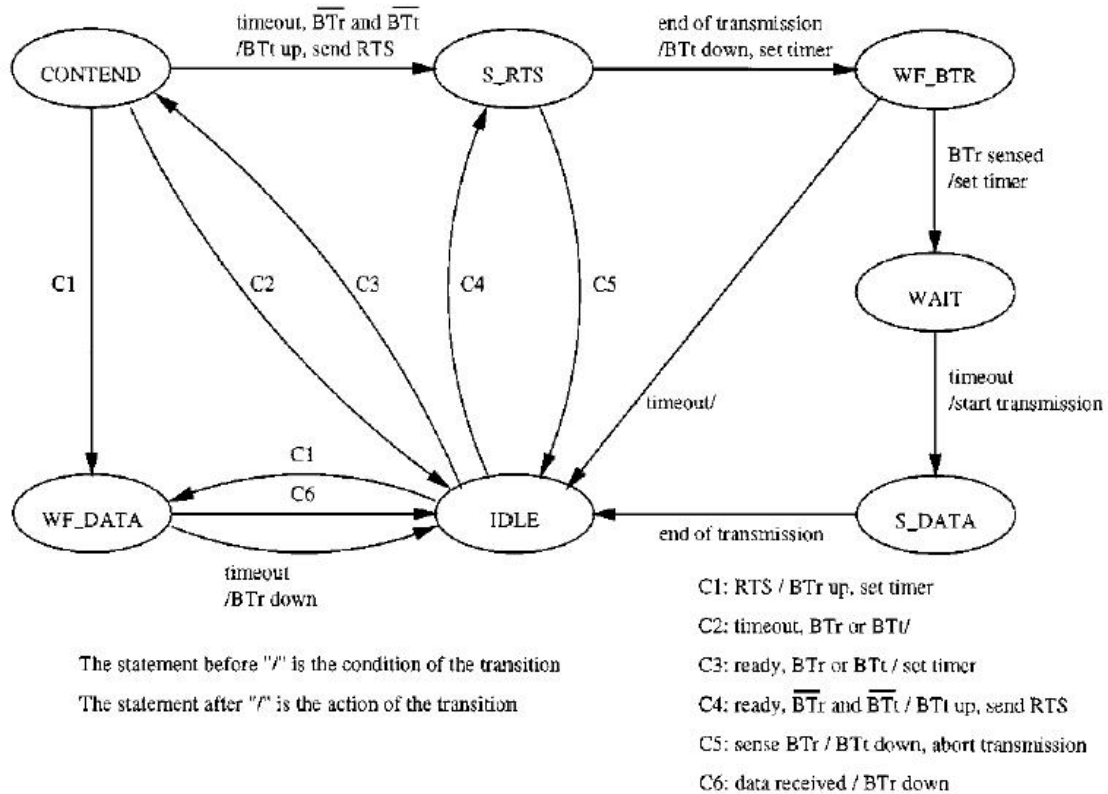 timeout, B̅T̅r̅ and B̅T̅t̅
/BTt up, send RTS
end of transmission
/BTt down, set timer
CONTEND
S_RTS
WF_BTR
BTr sensed
/set timer
C1
C2
C3
C4
C5
WAIT
timeout/
timeout
/start transmission
C1
C6
WF_DATA
IDLE
S_DATA
end of transmission
timeout
/BTr down
C1: RTS / BTr up, set timer
C2: timeout, BTr or BTt/
C3: ready, BTr or BTt / set timer
C4: ready, B̅T̅r̅ and B̅T̅t̅ / BTt up, send RTS
C5: sense BTr / BTt down, abort transmission
C6: data received / BTr down
The statement before "/" is the condition of the transition
The statement after "/" is the action of the transition